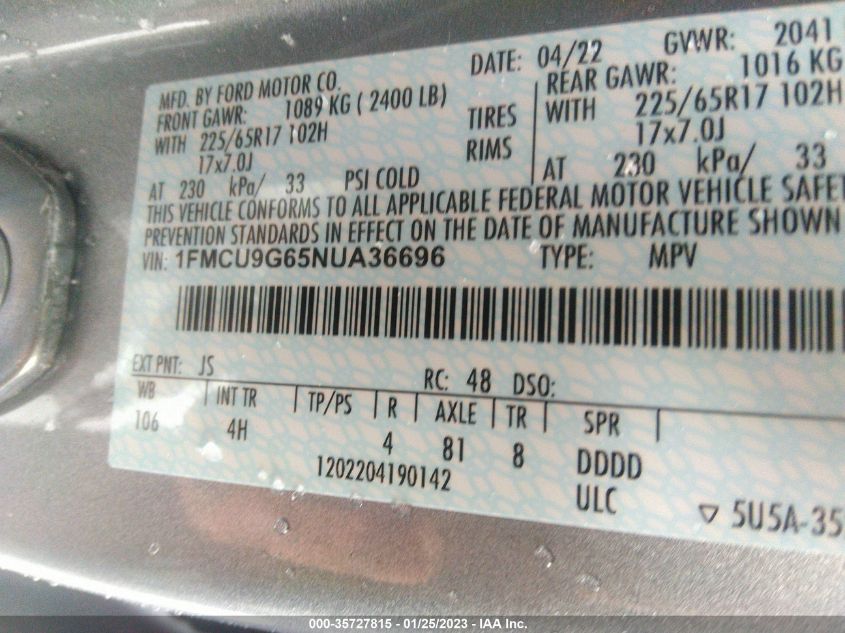 MFD. BY FORD MOTOR CO. DATE: 04/22 GVWR: 2041
FRONT GAWR: 1089 KG ( 2400 LB) REAR GAWR: 1016 KG
WITH 225/65R17 102H TIRES WITH 225/65R17 102H
17x7.0J RIMS 17x7.0J
AT 230 kPa/ 33 PSI COLD AT 230 kPa/ 33
THIS VEHICLE CONFORMS TO ALL APPLICABLE FEDERAL MOTOR VEHICLE SAFET
PREVENTION STANDARDS IN EFFECT ON THE DATE OF MANUFACTURE SHOWN
VIN: 1FMCU9G65NUA36696 TYPE: MPV
EXT PNT: JS RC: 48 DSO:
WB INT TR TP/PS R AXLE TR SPR
106 4H 4 81 8 DDDD
1202204190142 ULC
▽ 5U5A-35
000-35727815 - 01/25/2023 - IAA Inc.